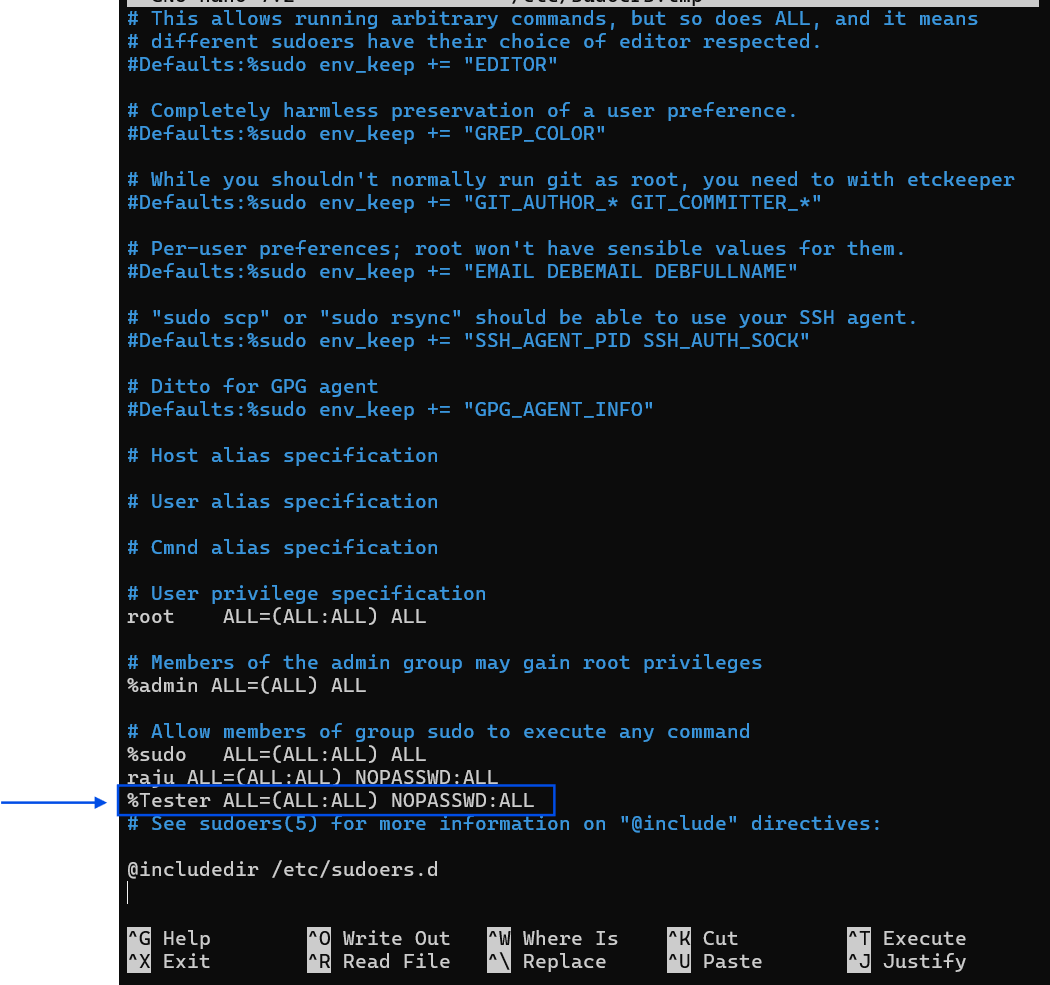 # This allows running arbitrary commands, but so does ALL, and it means
# different sudoers have their choice of editor respected.
#Defaults:%sudo env_keep += "EDITOR"
# Completely harmless preservation of a user preference.
#Defaults:%sudo env_keep += "GREP_COLOR"
# While you shouldn't normally run git as root, you need to with etckeeper
#Defaults:%sudo env_keep += "GIT_AUTHOR_* GIT_COMMITTER_*"
# Per-user preferences; root won't have sensible values for them.
#Defaults:%sudo env_keep += "EMAIL DEBEMAIL DEBFULLNAME"
# "sudo scp" or "sudo rsync" should be able to use your SSH agent.
#Defaults:%sudo env_keep += "SSH_AGENT_PID SSH_AUTH_SOCK"
# Ditto for GPG agent
#Defaults:%sudo env_keep += "GPG_AGENT_INFO"
# Host alias specification
# User alias specification
# Cmnd alias specification
# User privilege specification
root    ALL=(ALL:ALL) ALL
# Members of the admin group may gain root privileges
%admin ALL=(ALL) ALL
# Allow members of group sudo to execute any command
%sudo   ALL=(ALL:ALL) ALL
raju ALL=(ALL:ALL) NOPASSWD:ALL
%Tester ALL=(ALL:ALL) NOPASSWD:ALL
# See sudoers(5) for more information on "@include" directives:
@includedir /etc/sudoers.d
^G Help ^O Write Out ^W Where Is ^K Cut ^T Execute
^X Exit ^R Read File ^\ Replace ^U Paste ^J Justify